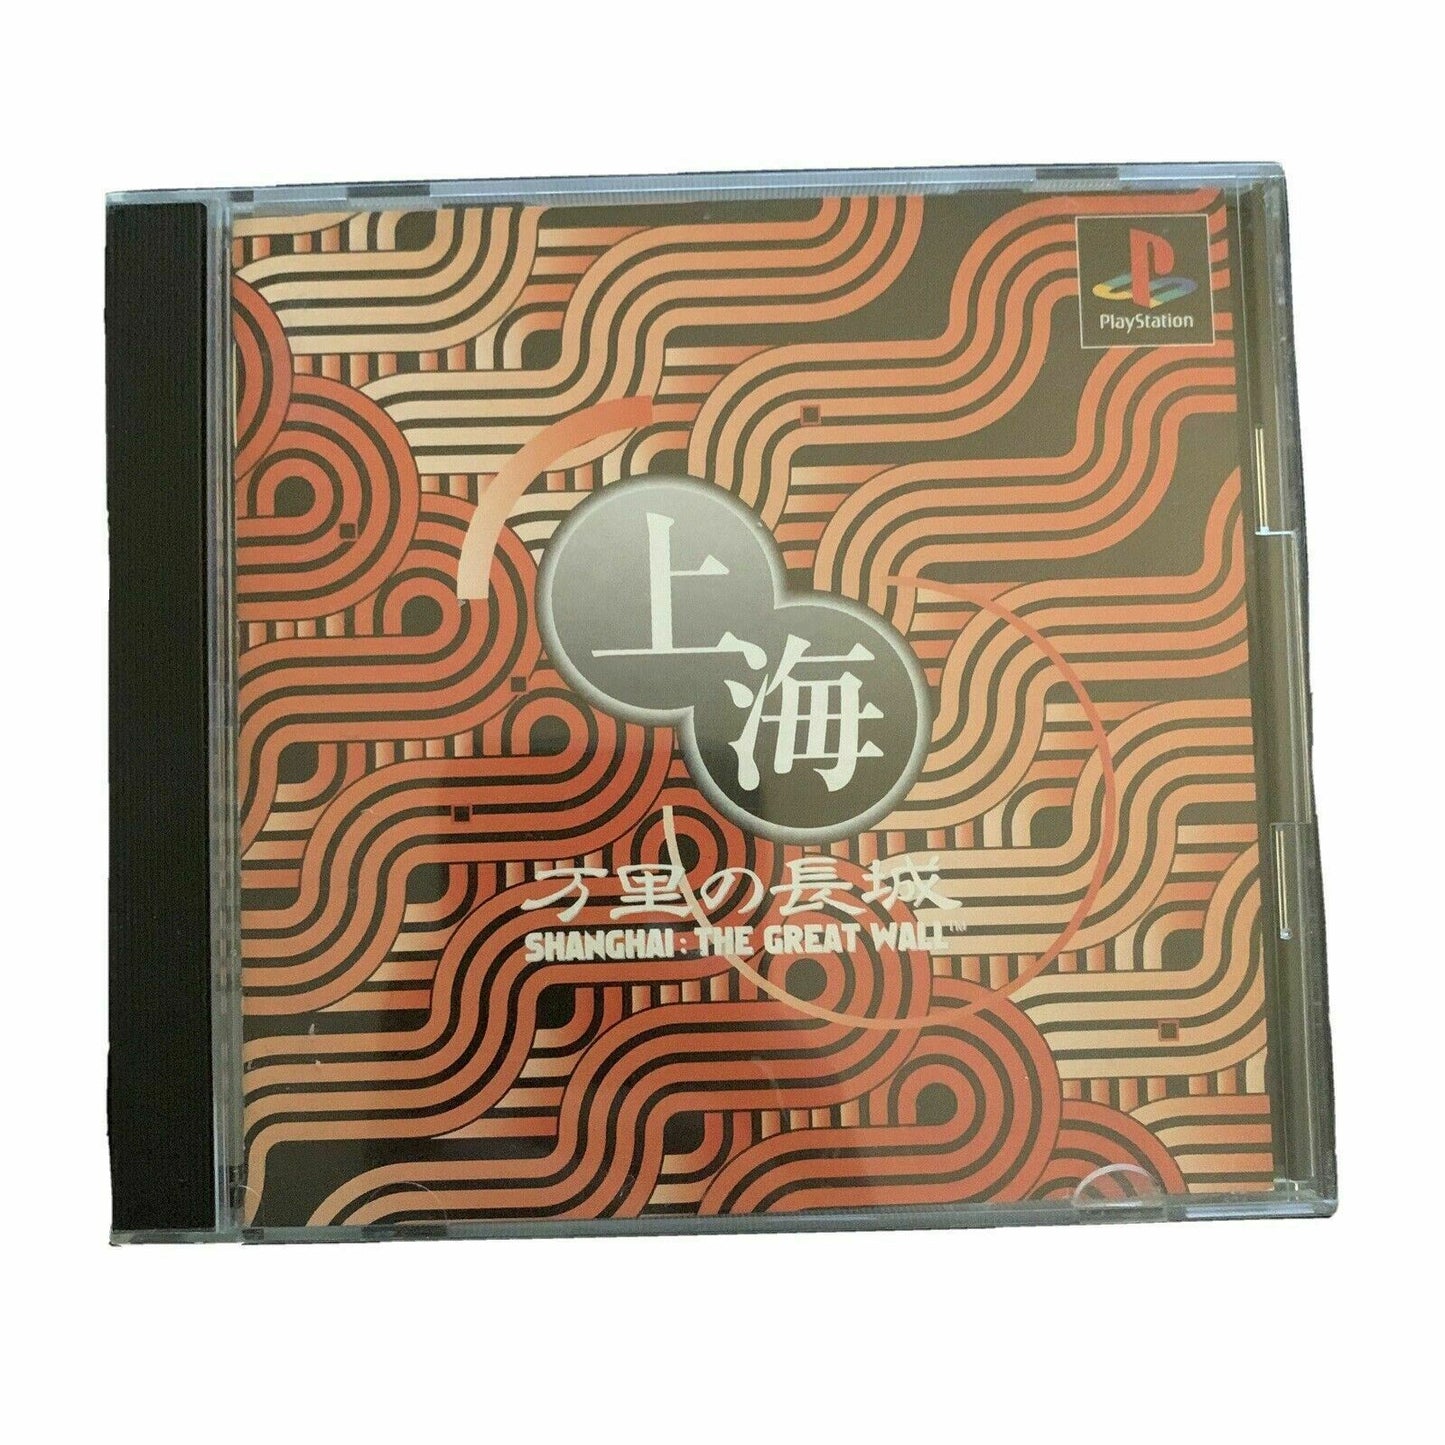 PlayStation
上海
万里の長城
SHANGHAI: THE GREAT WALL™